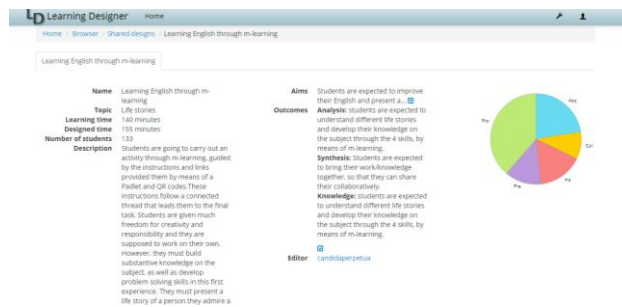 LD Learning Designer Home
Home / Browser / Shared designs / Learning English through m-learning
Learning English through m-learning
Name Learning English through m-
learning
Topic Life stories
Learning time 140 minutes
Designed time 155 minutes
Number of students 133
Description Students are going to carry out an
activity through m-learning, guided
by the instructions and links
provided them by means of a
Padlet and QR codes.These
instructions follow a connected
thread that leads them to the final
task. Students are given much
freedom for creativity and
responsibility and they are
supposed to work on their own.
However, they must build
substantive knowledge on the
subject, as well as develop
problem solving skills in this first
experience. They must present a
life story of a person they admire a
Aims Students are expected to improve
their English and present a...
Outcomes Analysis: students are expected to
understand different life stories
and develop their knowledge on
the subject through the 4 skills, by
means of m-learning.
Synthesis: Students are expected
to bring their work/knowledge
together, so that they can share
their collaboratively.
Knowledge: students are expected
to understand different life stories
and develop their knowledge on
the subject through the 4 skills, by
means of m-learning.
Editor candidaperpetua